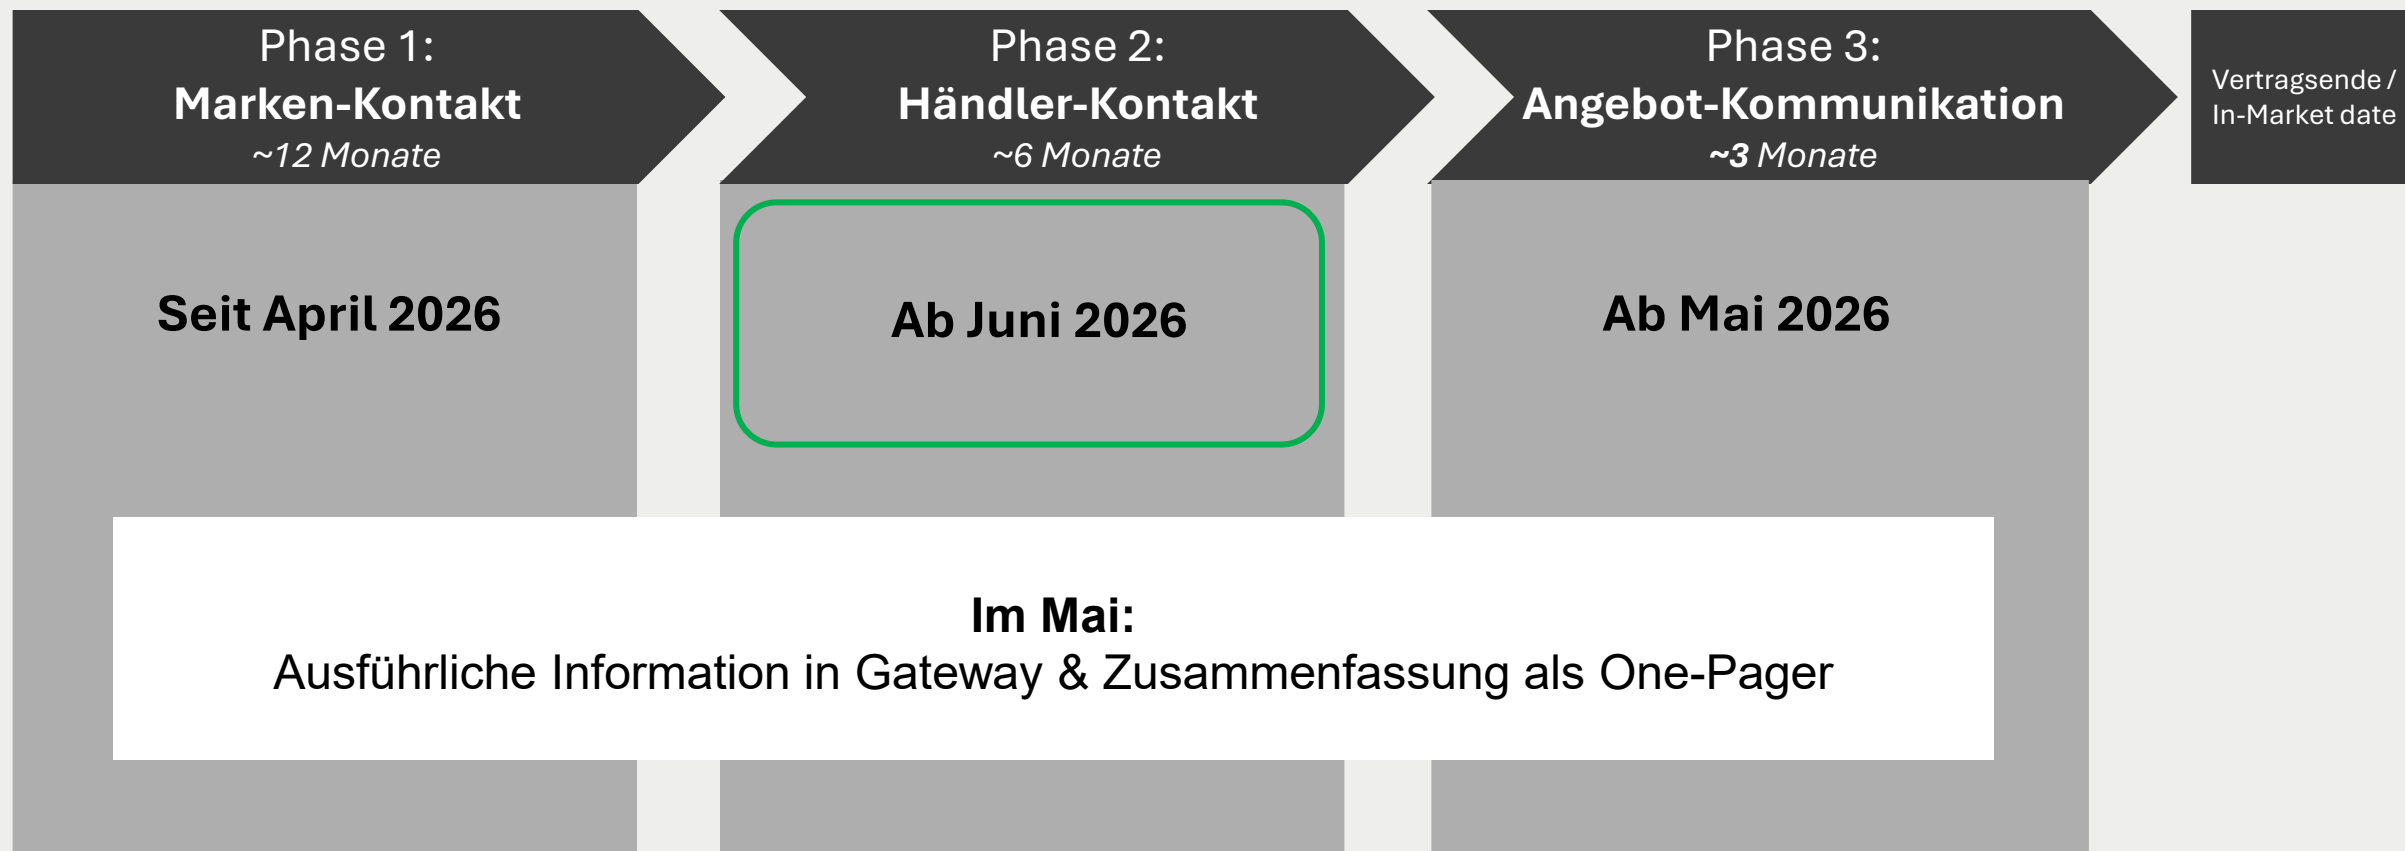 Phase 1:
Marken-Kontakt
~12 Monate
Phase 2:
Händler-Kontakt
~6 Monate
Phase 3:
Angebot-Kommunikation
~3 Monate
Vertragsende /
In-Market date
Seit April 2026
Ab Juni 2026
Ab Mai 2026
Im Mai:
Ausführliche Information in Gateway & Zusammenfassung als One-Pager